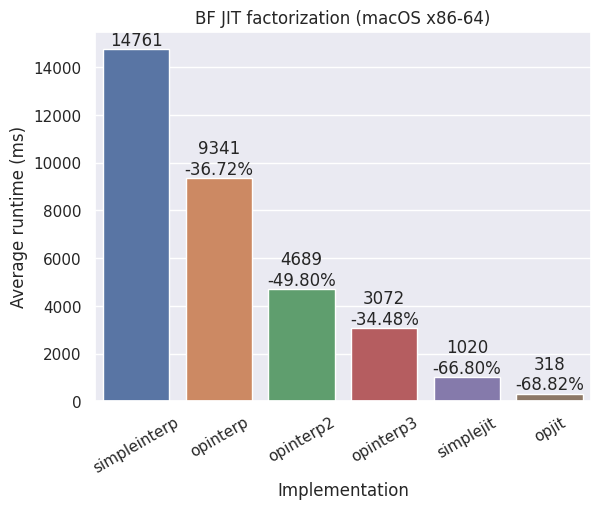 BF JIT factorization (macOS x86-64)
Average runtime (ms)
14000
12000
10000
8000
6000
4000
2000
0
14761
9341
-36.72%
4689
-49.80%
3072
-34.48%
1020
-66.80%
318
-68.82%
simpleinterp
opinterp
opinterp2
opinterp3
simplejit
opjit
Implementation